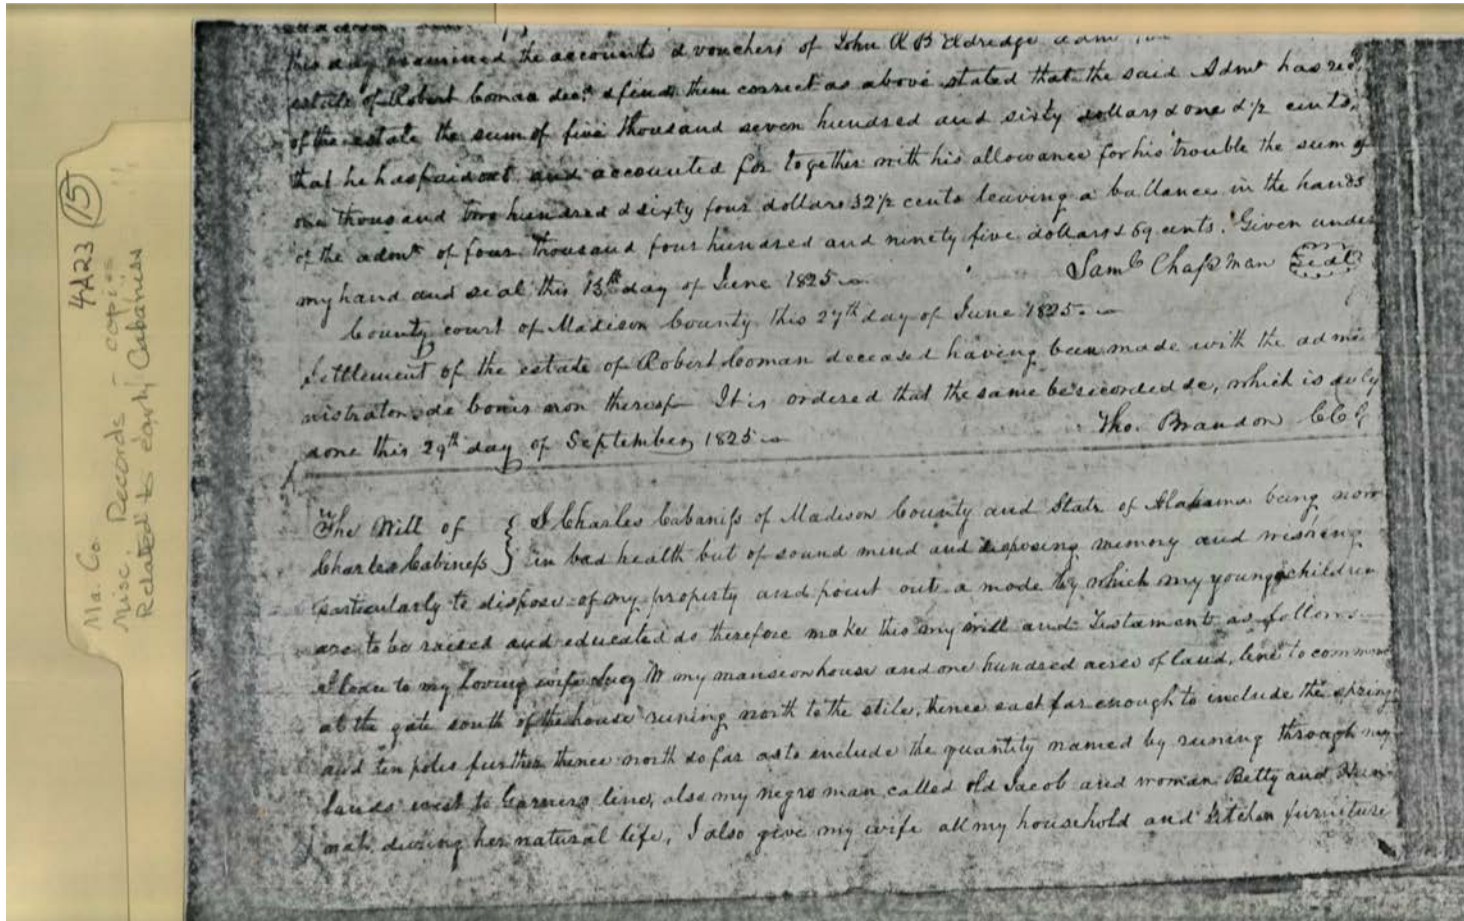 4A23 (15)
Ma. Co.
Misc. Records - copies
Related to early Cabaniss
this day examined the accounts & vouchers of John R B Eldredge adm
estate of Robert Coman decd. & find them correct as above stated that the said Admr has recd.
of the estate the sum of five thousand seven hundred and sixty dollars & one & 1/2 cents,
that he has paid out and accounted for together with his allowance for his trouble the sum of
one thousand two hundred & sixty four dollars 32 1/2 cents leaving a ballance in the hands
of the admr of four thousand four hundred and ninety five dollars & 69 cents. Given under
my hand and seal this 13th day of June 1825
Saml Chapman Seal
County court of Madison County this 27th day of June 1825.
Settlement of the estate of Robert Coman deceased having been made with the admi
nistrator de bonis non thereof It is ordered that the same be recorded &c, which is duly
done this 29th day of September 1825
Tho. Brandon CCC
The Will of
Charles Cabiness
I Charles Cabaniss of Madison County and State of Alabama being now
in bad health but of sound mind and disposing memory and wishing
particularly to dispose of my property and point out a mode by which my young children
are to be raised and educated do therefore make this my will and Testament as follows
I loan to my loving wife Lucy W my mansion house and one hundred acres of land, line to commence
at the gate south of the house runing north to the stile, thence east far enough to include the spring
and ten poles further thence north so far as to include the quantity named by runing through my
lands west to Garners line, also my negro man called old Jacob and woman Betty and Han
nah during her natural life, I also give my wife all my household and kitchen furniture